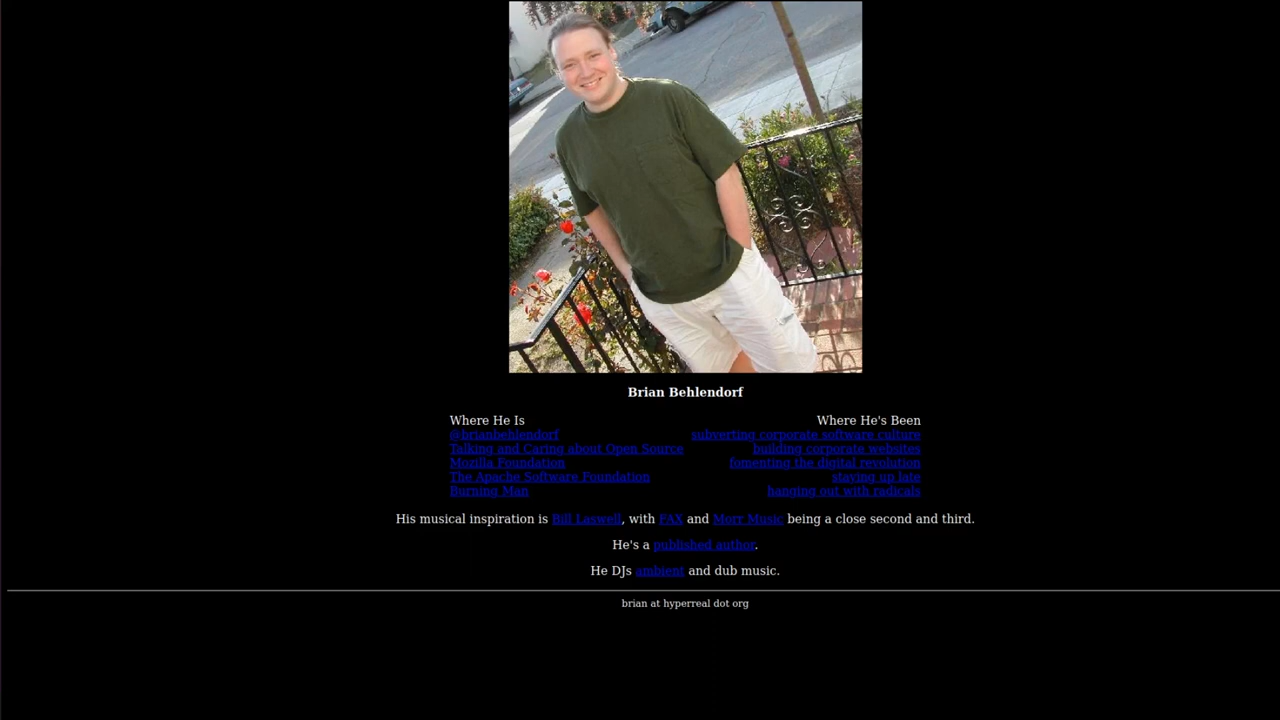 Brian Behlendorf
Where He Is
@brianbehlendorf
Talking and Caring about Open Source
Mozilla Foundation
The Apache Software Foundation
Burning Man
Where He's Been
subverting corporate software culture
building corporate websites
fomenting the digital revolution
staying up late
hanging out with radicals
His musical inspiration is Bill Laswell, with FAX and Morr Music being a close second and third.
He's a published author.
He DJs ambient and dub music.
brian at hyperreal dot org